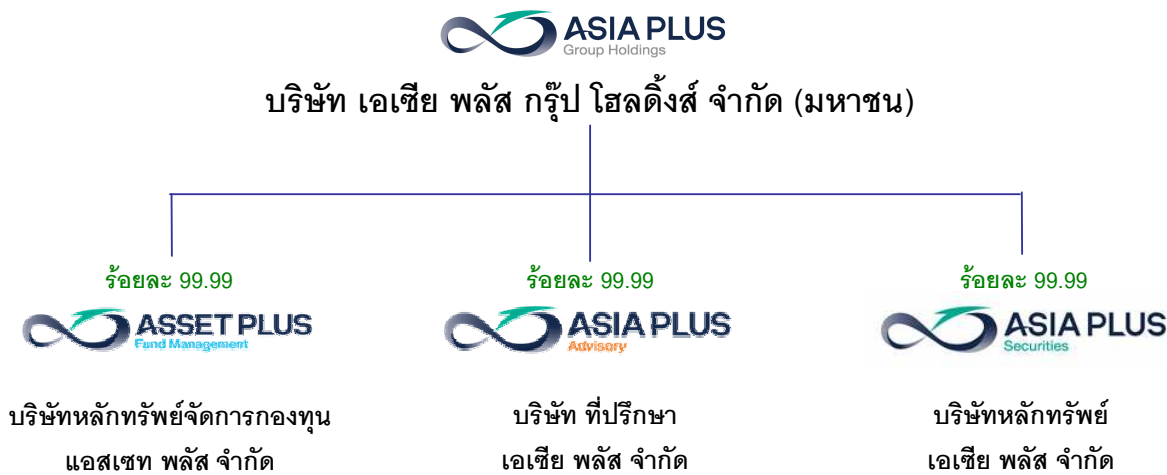 ASIA PLUS
Group Holdings
บริษัท เอเซีย พลัส กรุ๊ป โฮลดิ้งส์ จำกัด (มหาชน)
ร้อยละ 99.99
ASSET PLUS
Fund Management
บริษัทหลักทรัพย์จัดการกองทุน
แอสเซท พลัส จำกัด
ร้อยละ 99.99
ASIA PLUS
Advisory
บริษัท ที่ปรึกษา
เอเซีย พลัส จำกัด
ร้อยละ 99.99
ASIA PLUS
Securities
บริษัทหลักทรัพย์
เอเซีย พลัส จำกัด